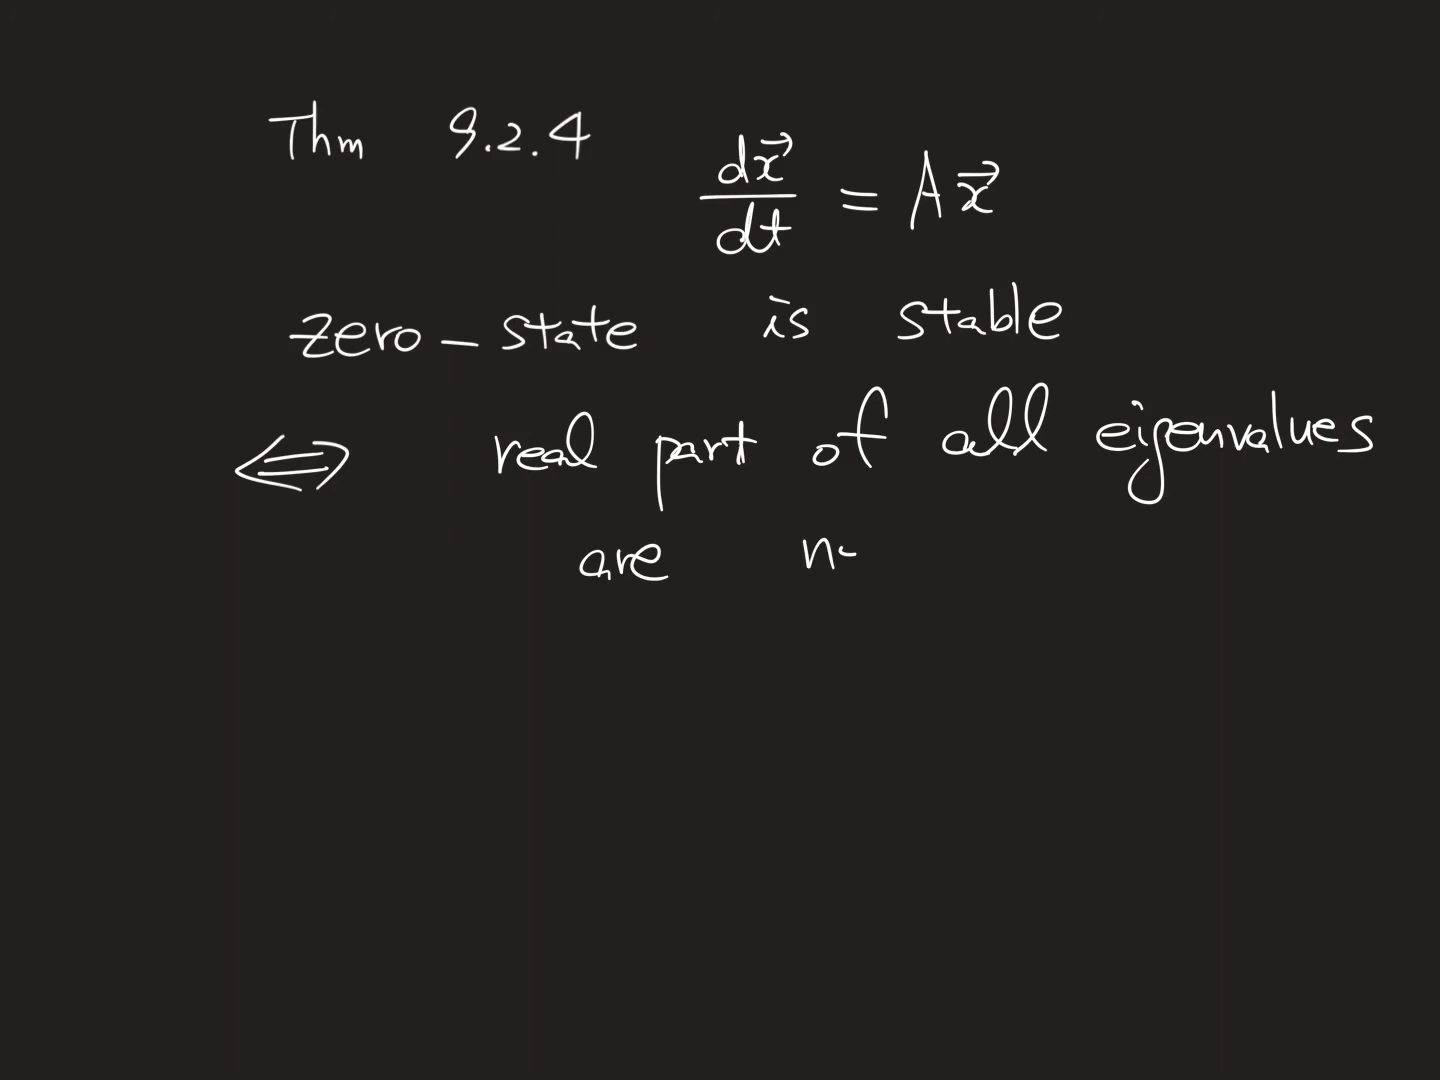 Thm 9.2.4 dx⃗/dt = Ax⃗
zero-state is stable
⇔ real part of all eigenvalues
are